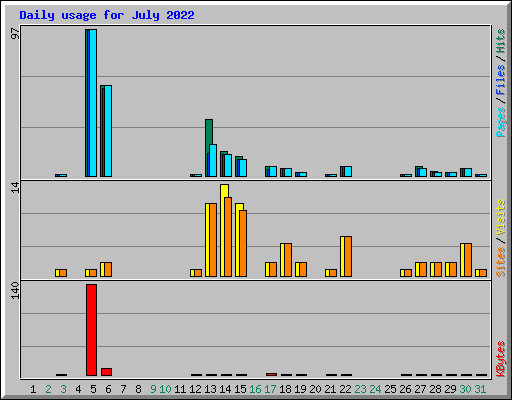 Daily usage for July 2022
97
14
140
Pages / Files / Hits
Sites / Visits
KBytes
1 2 3 4 5 6 7 8 9 10 11 12 13 14 15 16 17 18 19 20 21 22 23 24 25 26 27 28 29 30 31